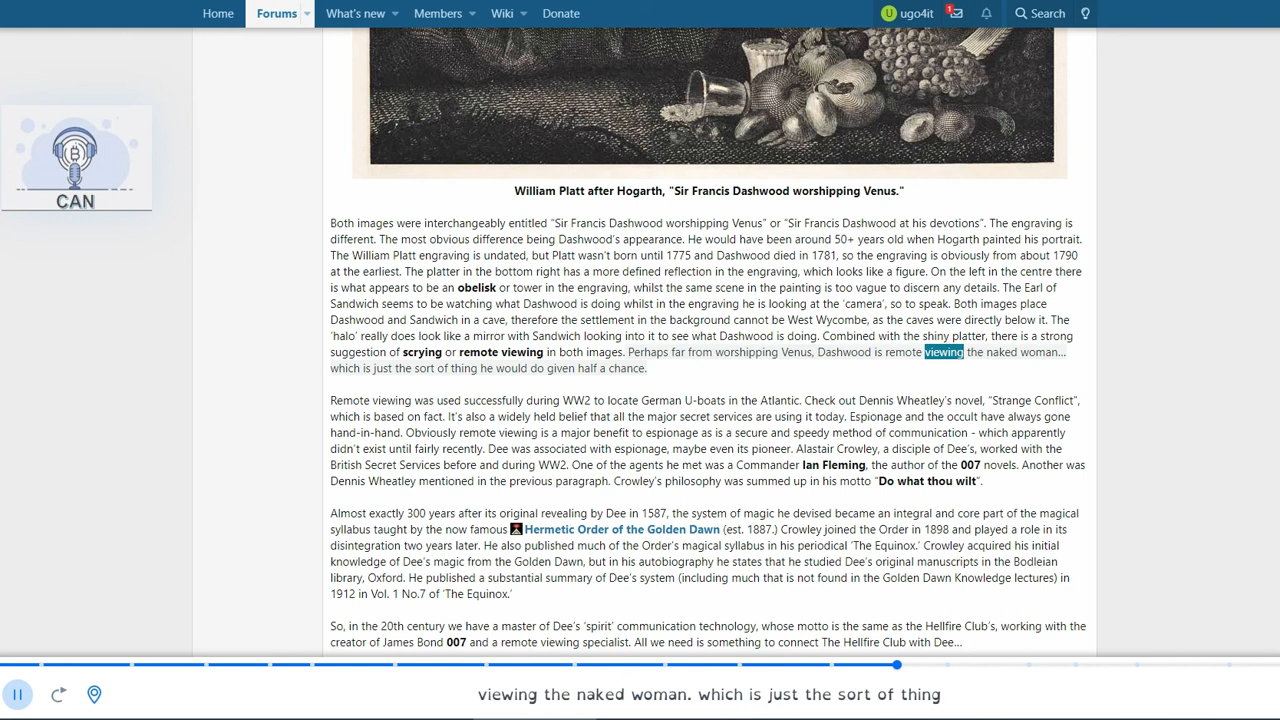 Home Forums What's new Members Wiki Donate U ugo4it 1 Search
CAN
William Platt after Hogarth, "Sir Francis Dashwood worshipping Venus."
Both images were interchangeably entitled “Sir Francis Dashwood worshipping Venus” or “Sir Francis Dashwood at his devotions”. The engraving is
different. The most obvious difference being Dashwood’s appearance. He would have been around 50+ years old when Hogarth painted his portrait.
The William Platt engraving is undated, but Platt wasn’t born until 1775 and Dashwood died in 1781, so the engraving is obviously from about 1790
at the earliest. The platter in the bottom right has a more defined reflection in the engraving, which looks like a figure. On the left in the centre there
is what appears to be an obelisk or tower in the engraving, whilst the same scene in the painting is too vague to discern any details. The Earl of
Sandwich seems to be watching what Dashwood is doing whilst in the engraving he is looking at the ‘camera’, so to speak. Both images place
Dashwood and Sandwich in a cave, therefore the settlement in the background cannot be West Wycombe, as the caves were directly below it. The
‘halo’ really does look like a mirror with Sandwich looking into it to see what Dashwood is doing. Combined with the shiny platter, there is a strong
suggestion of scrying or remote viewing in both images. Perhaps far from worshipping Venus, Dashwood is remote viewing the naked woman…
which is just the sort of thing he would do given half a chance.
Remote viewing was used successfully during WW2 to locate German U-boats in the Atlantic. Check out Dennis Wheatley’s novel, “Strange Conflict”,
which is based on fact. It’s also a widely held belief that all the major secret services are using it today. Espionage and the occult have always gone
hand-in-hand. Obviously remote viewing is a major benefit to espionage as is a secure and speedy method of communication - which apparently
didn’t exist until fairly recently. Dee was associated with espionage, maybe even its pioneer. Alastair Crowley, a disciple of Dee’s, worked with the
British Secret Services before and during WW2. One of the agents he met was a Commander Ian Fleming, the author of the 007 novels. Another was
Dennis Wheatley mentioned in the previous paragraph. Crowley’s philosophy was summed up in his motto “Do what thou wilt”.
Almost exactly 300 years after its original revealing by Dee in 1587, the system of magic he devised became an integral and core part of the magical
syllabus taught by the now famous Hermetic Order of the Golden Dawn (est. 1887.) Crowley joined the Order in 1898 and played a role in its
disintegration two years later. He also published much of the Order’s magical syllabus in his periodical ‘The Equinox.’ Crowley acquired his initial
knowledge of Dee’s magic from the Golden Dawn, but in his autobiography he states that he studied Dee’s original manuscripts in the Bodleian
library, Oxford. He published a substantial summary of Dee’s system (including much that is not found in the Golden Dawn Knowledge lectures) in
1912 in Vol. 1 No.7 of ‘The Equinox.’
So, in the 20th century we have a master of Dee’s ‘spirit’ communication technology, whose motto is the same as the Hellfire Club’s, working with the
creator of James Bond 007 and a remote viewing specialist. All we need is something to connect The Hellfire Club with Dee…
viewing the naked woman. which is just the sort of thing